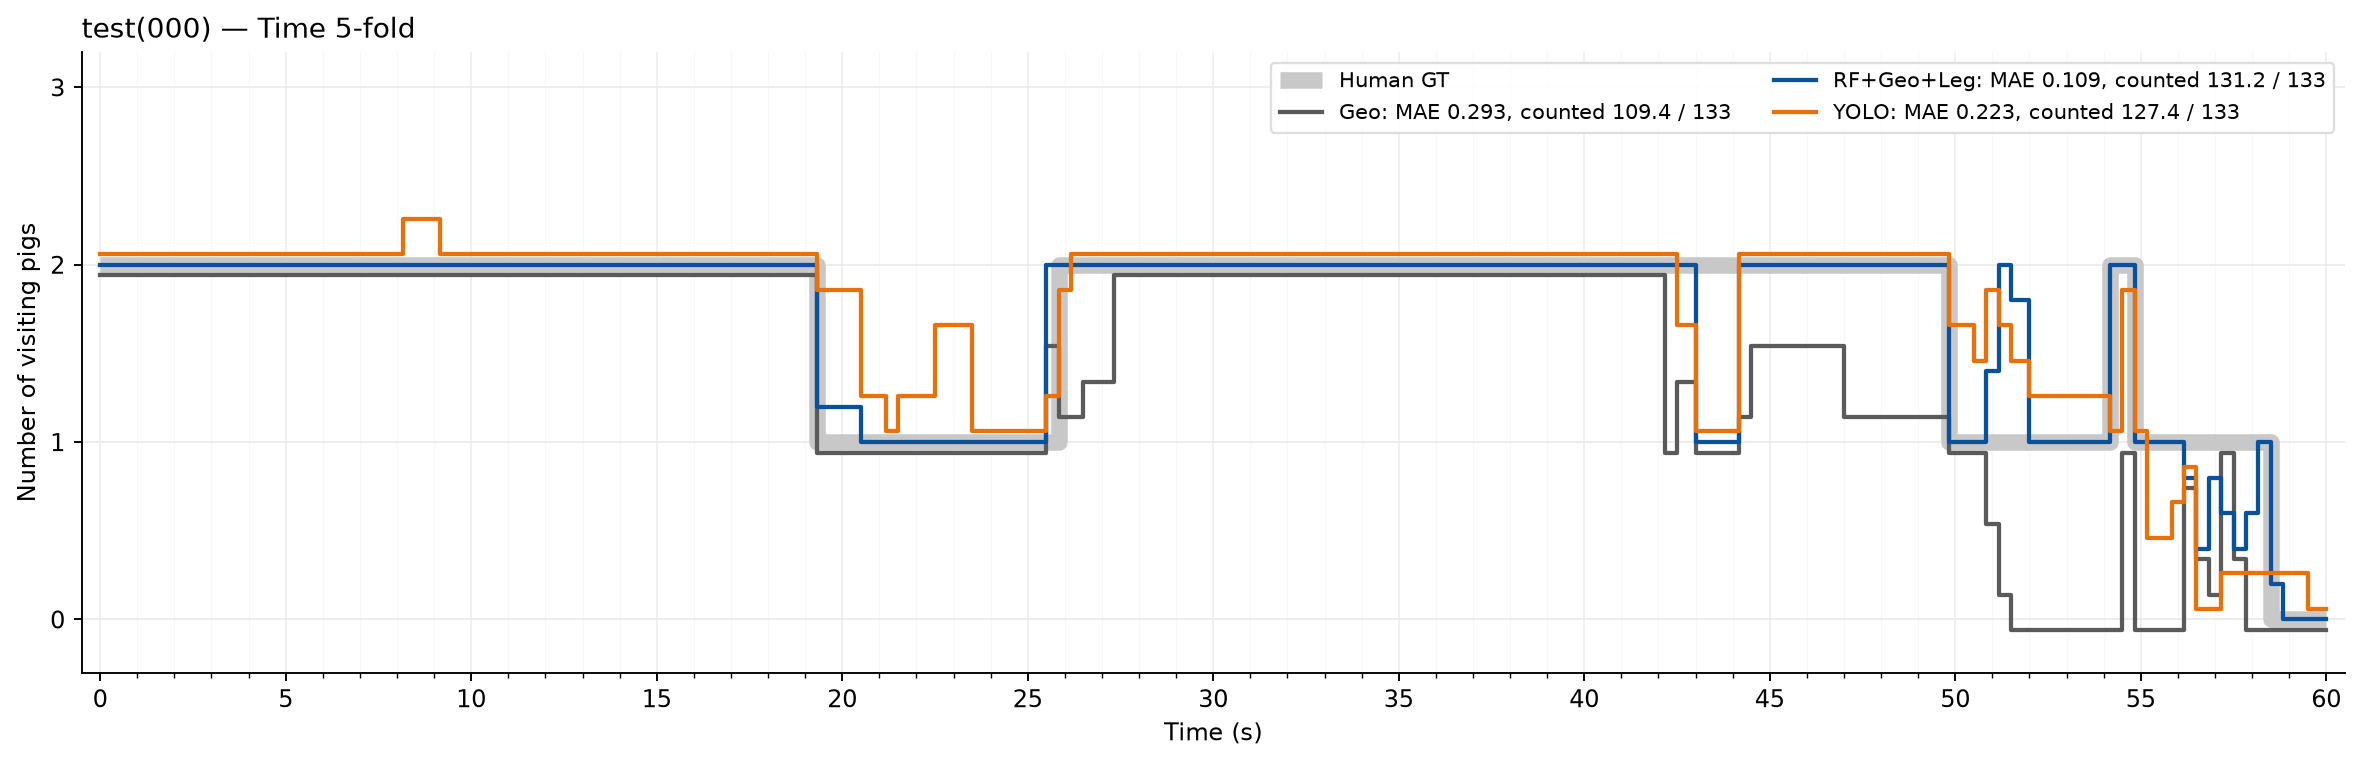 test(000) — Time 5-fold
Human GT
Geo: MAE 0.293, counted 109.4 / 133
RF+Geo+Leg: MAE 0.109, counted 131.2 / 133
YOLO: MAE 0.223, counted 127.4 / 133
Number of visiting pigs
3
2
1
0
0 5 10 15 20 25 30 35 40 45 50 55 60
Time (s)